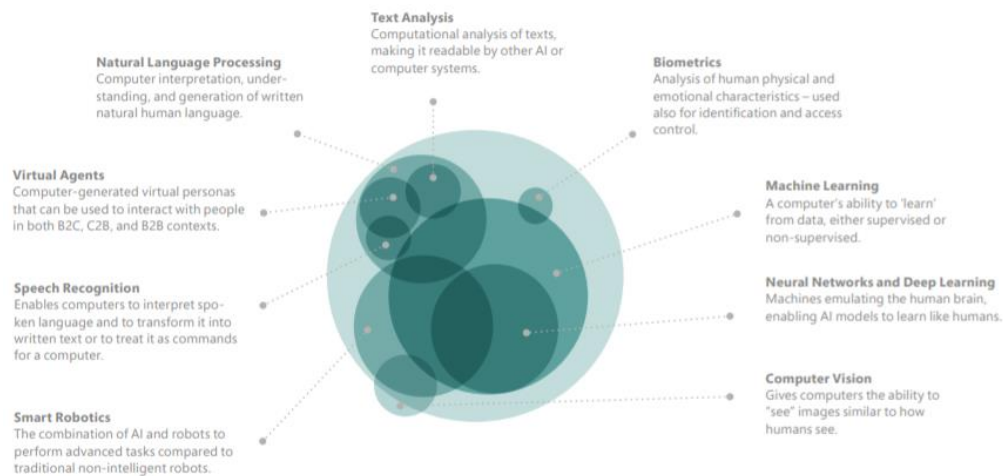 Text Analysis
Computational analysis of texts,
making it readable by other AI or
computer systems.
Natural Language Processing
Computer interpretation, under-
standing, and generation of written
natural human language.
Biometrics
Analysis of human physical and
emotional characteristics – used
also for identification and access
control.
Virtual Agents
Computer-generated virtual personas
that can be used to interact with people
in both B2C, C2B, and B2B contexts.
Machine Learning
A computer's ability to 'learn'
from data, either supervised or
non-supervised.
Speech Recognition
Enables computers to interpret spo-
ken language and to transform it into
written text or to treat it as commands
for a computer.
Neural Networks and Deep Learning
Machines emulating the human brain,
enabling AI models to learn like humans.
Smart Robotics
The combination of AI and robots to
perform advanced tasks compared to
traditional non-intelligent robots.
Computer Vision
Gives computers the ability to
"see" images similar to how
humans see.